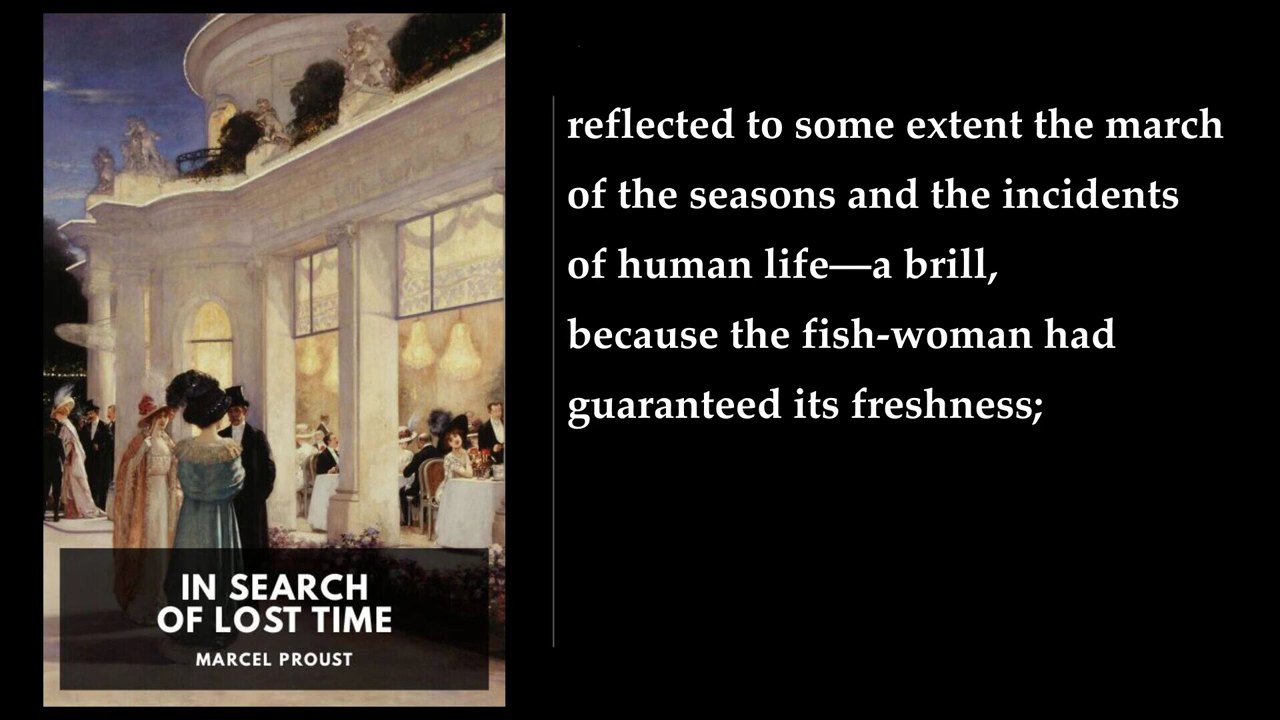 reflected to some extent the march
of the seasons and the incidents
of human life—a brill,
because the fish-woman had
guaranteed its freshness;
IN SEARCH
OF LOST TIME
MARCEL PROUST